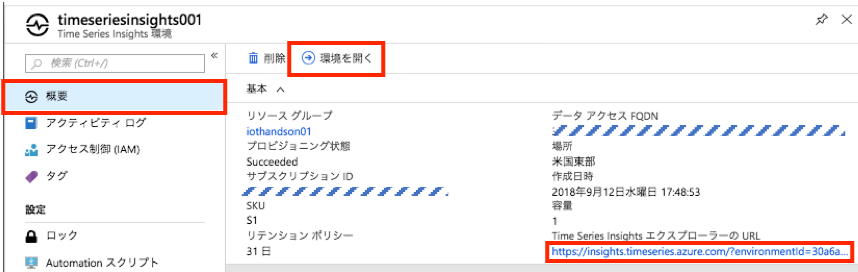 timeseriesinsights001
Time Series Insights 環境
検索 (Ctrl+/)
概要
アクティビティ ログ
アクセス制御 (IAM)
タグ
設定
ロック
Automation スクリプト
削除
環境を開く
基本
リソース グループ
iothandson01
プロビジョニング状態
Succeeded
サブスクリプション ID
SKU
S1
リテンション ポリシー
31 日
データ アクセス FQDN
場所
米国東部
作成日時
2018年9月12日水曜日 17:48:53
容量
1
Time Series Insights エクスプローラーの URL
https://insights.timeseries.azure.com/?environmentId=30a6a...